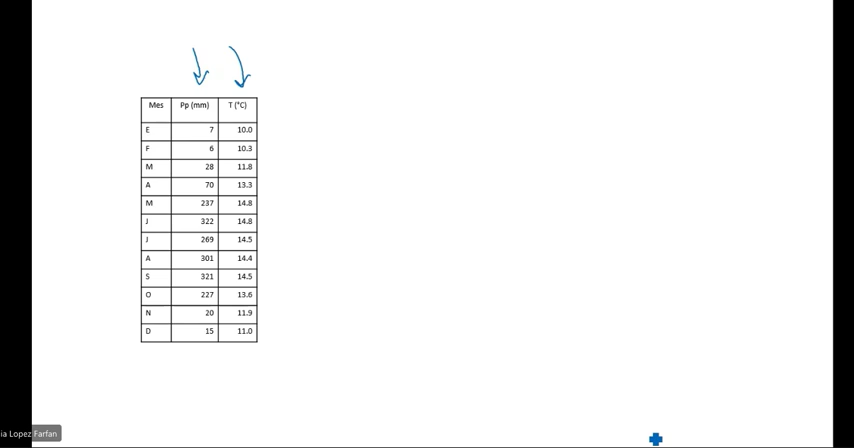 Mes Pp (mm) T (°C)
E 7 10.0
F 6 10.3
M 28 11.8
A 70 13.3
M 237 14.8
J 322 14.8
J 269 14.5
A 301 14.4
S 321 14.5
O 227 13.6
N 20 11.9
D 15 11.0
ia Lopez Farfan